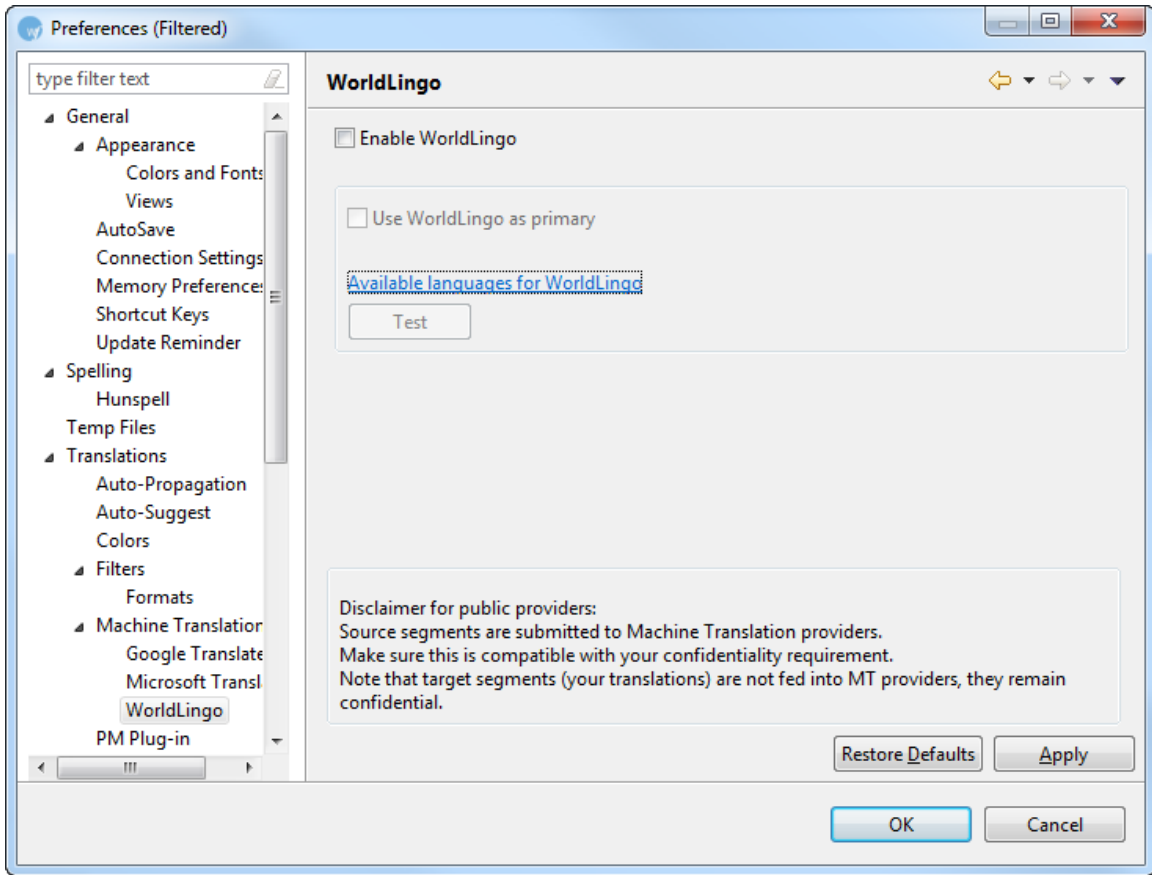 Preferences (Filtered)
type filter text
General
Appearance
Colors and Fonts
Views
AutoSave
Connection Settings
Memory Preferences
Shortcut Keys
Update Reminder
Spelling
Hunspell
Temp Files
Translations
Auto-Propagation
Auto-Suggest
Colors
Filters
Formats
Machine Translation
Google Translate
Microsoft Transl
WorldLingo
PM Plug-in
WorldLingo
Enable WorldLingo
Use WorldLingo as primary
Available languages for WorldLingo
Test
Disclaimer for public providers:
Source segments are submitted to Machine Translation providers.
Make sure this is compatible with your confidentiality requirement.
Note that target segments (your translations) are not fed into MT providers, they remain
confidential.
Restore Defaults
Apply
OK
Cancel